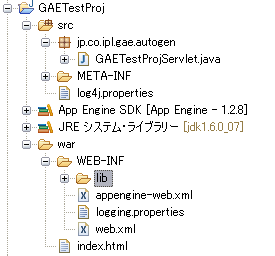 GAETestProj
src
jp.co.ipl.gae.autogen
GAETestProjServlet.java
META-INF
log4j.properties
App Engine SDK [App Engine - 1.2.8]
JRE システム・ライブラリー [jdk1.6.0_07]
war
WEB-INF
lib
appengine-web.xml
logging.properties
web.xml
index.html